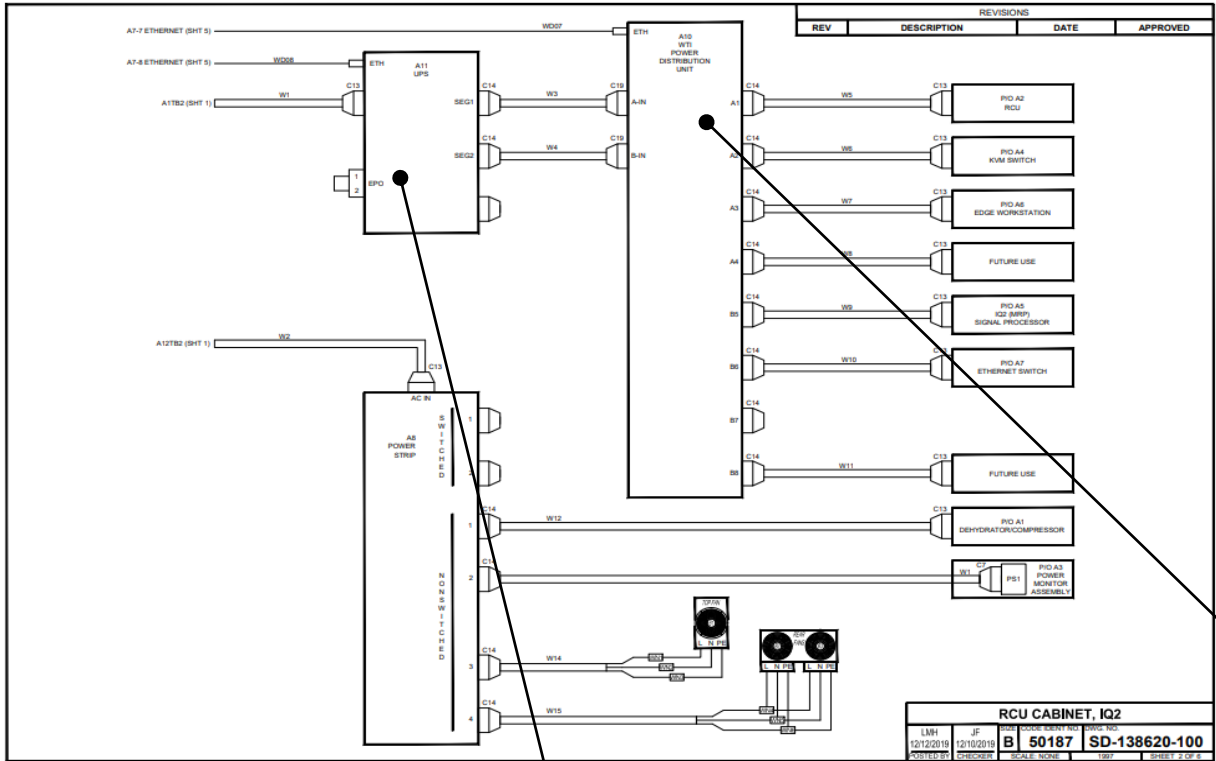 REVISIONS
REV DESCRIPTION DATE APPROVED
A7-7 ETHERNET (SHT 5) WD07 ETH
A10
WTI
POWER
DISTRIBUTION
UNIT
A7-8 ETHERNET (SHT 5) WD08 ETH
A11
UPS
A1TB2 (SHT 1) W1 C13
SEG1 C14 W3 C19 A-IN
SEG2 C14 W4 C19 B-IN
1
2
EPO
A1 C14 W5 C13
P/O A2
RCU
A2 C14 W6 C13
P/O A4
KVM SWITCH
A3 C14 W7 C13
P/O A6
EDGE WORKSTATION
A4 C14 W8 C13
FUTURE USE
B5 C14 W9 C13
P/O A5
IQ2 (MRP)
SIGNAL PROCESSOR
B6 C14 W10 C13
P/O A7
ETHERNET SWITCH
B7 C14
B8 C14 W11 C13
FUTURE USE
A12TB2 (SHT 1) W2
C13
AC IN
A8
POWER
STRIP
SWITCHED
1
NONSWITCHED
1 C14 W12 C13
P/O A1
DEHYDRATOR/COMPRESSOR
2 C14 W1 C7 PS1
P/O A3
POWER
MONITOR
ASSEMBLY
3 C14 W14
TOP FAN
L N PE
4 C14 W15
REAR
FANS
L N PE L N PE
RCU CABINET, IQ2
LMH
12/12/2019
POSTED BY
JF
12/10/2019
CHECKER
SIZE
B
CODE IDENT NO.
50187
DWG. NO.
SD-138620-100
SCALE: NONE 1997 SHEET 2 OF 6